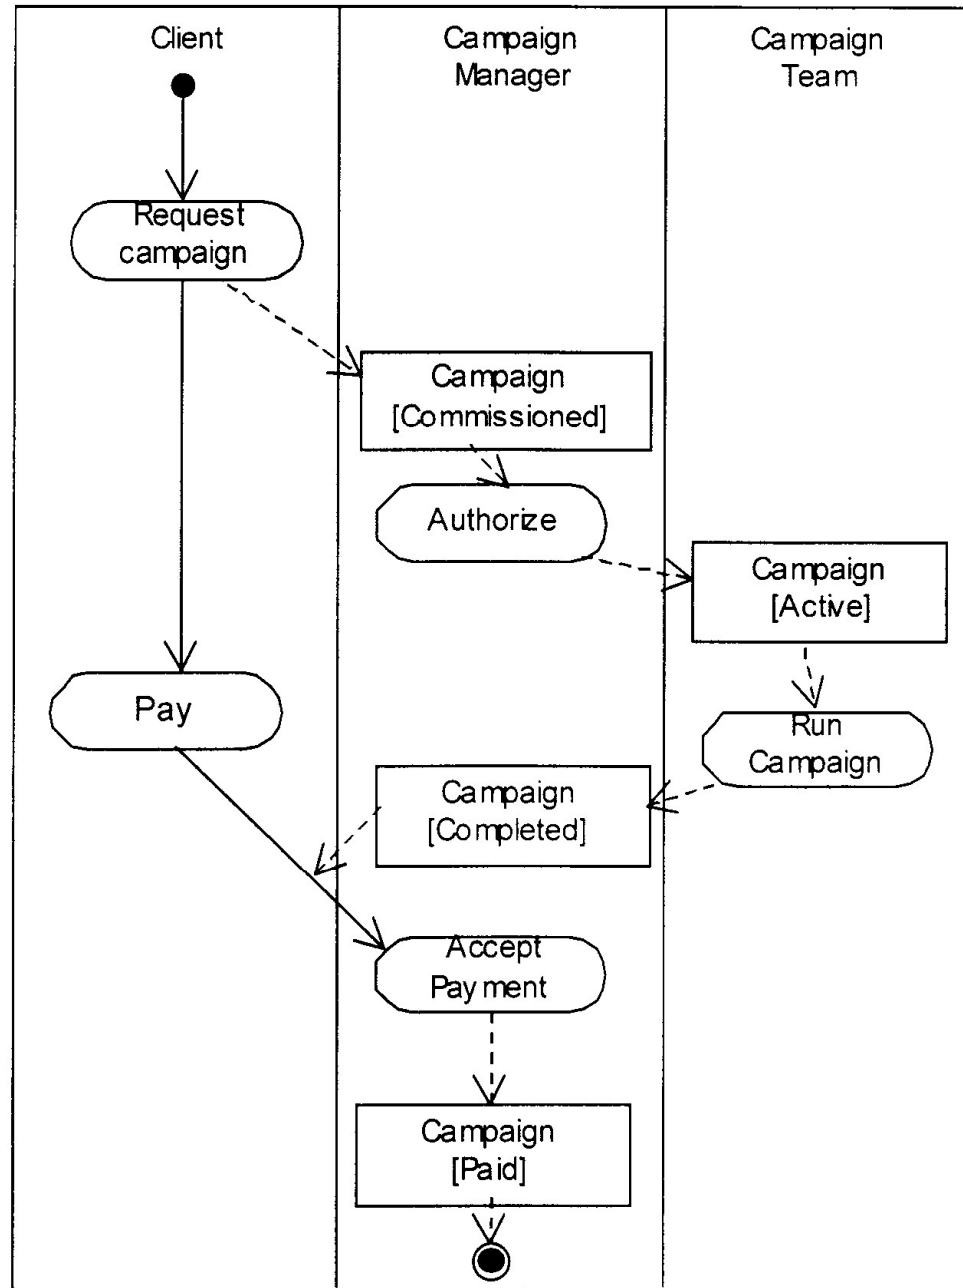 Client
Campaign
Manager
Campaign
Team
Request
campaign
Campaign
[Commissioned]
Authorize
Campaign
[Active]
Pay
Run
Campaign
Campaign
[Completed]
Accept
Payment
Campaign
[Paid]